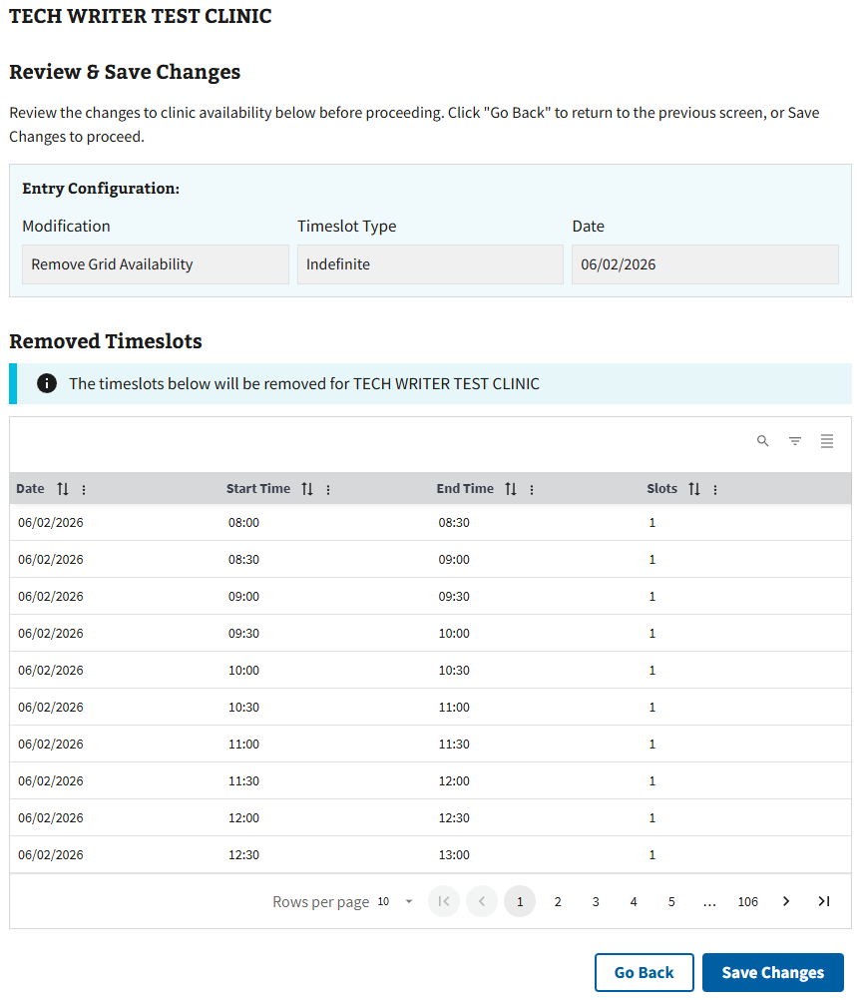 TECH WRITER TEST CLINIC
Review & Save Changes
Review the changes to clinic availability below before proceeding. Click "Go Back" to return to the previous screen, or Save
Changes to proceed.
Entry Configuration:
Modification Timeslot Type Date
Remove Grid Availability Indefinite 06/02/2026
Removed Timeslots
The timeslots below will be removed for TECH WRITER TEST CLINIC
Date Start Time End Time Slots
06/02/2026 08:00 08:30 1
06/02/2026 08:30 09:00 1
06/02/2026 09:00 09:30 1
06/02/2026 09:30 10:00 1
06/02/2026 10:00 10:30 1
06/02/2026 10:30 11:00 1
06/02/2026 11:00 11:30 1
06/02/2026 11:30 12:00 1
06/02/2026 12:00 12:30 1
06/02/2026 12:30 13:00 1
Rows per page 10 1 2 3 4 5 ... 106
Go Back Save Changes